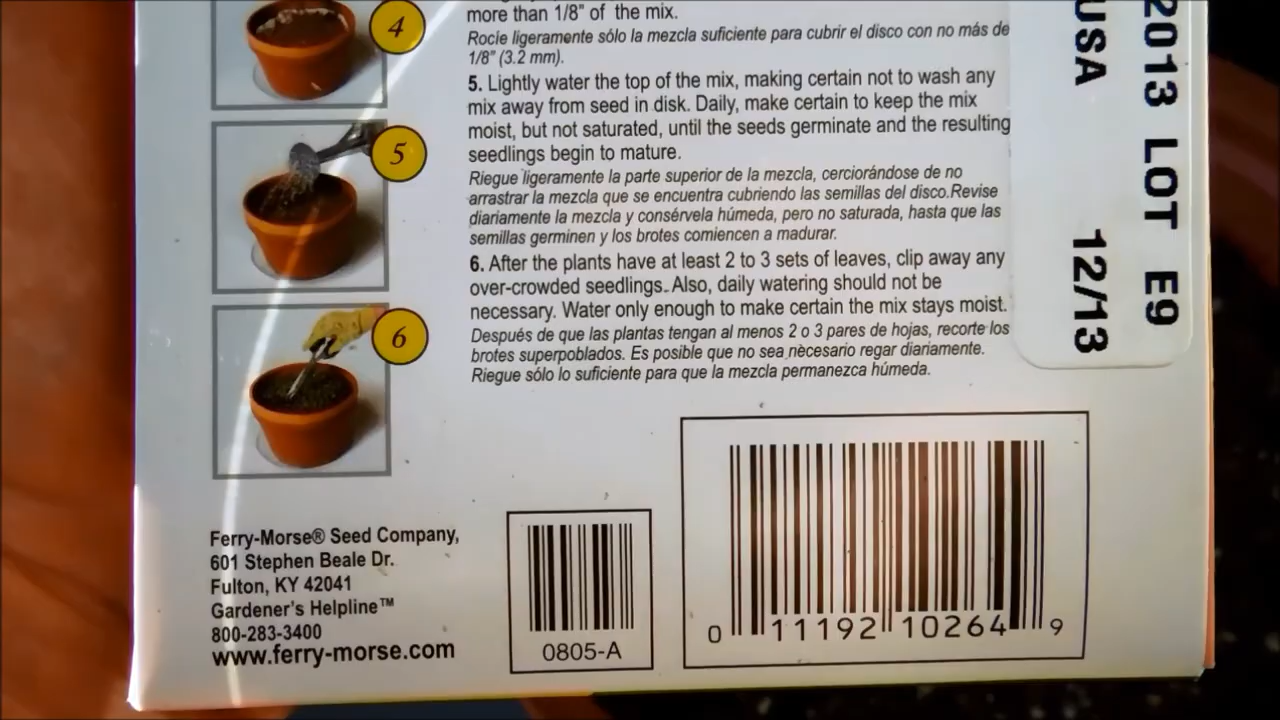 4
more than 1/8" of the mix.
Rocíe ligeramente sólo la mezcla suficiente para cubrir el disco con no más de
1/8" (3.2 mm).
5. Lightly water the top of the mix, making certain not to wash any
mix away from seed in disk. Daily, make certain to keep the mix
moist, but not saturated, until the seeds germinate and the resulting
seedlings begin to mature.
5
Riegue ligeramente la parte superior de la mezcla, cerciorándose de no
arrastrar la mezcla que se encuentra cubriendo las semillas del disco.Revise
diariamente la mezcla y consérvela húmeda, pero no saturada, hasta que las
semillas germinen y los brotes comiencen a madurar.
6. After the plants have at least 2 to 3 sets of leaves, clip away any
over-crowded seedlings. Also, daily watering should not be
necessary. Water only enough to make certain the mix stays moist.
6
Después de que las plantas tengan al menos 2 o 3 pares de hojas, recorte los
brotes superpoblados. Es posible que no sea necesario regar diariamente.
Riegue sólo lo suficiente para que la mezcla permanezca húmeda.
2013 LOT E9
USA 12/13
Ferry-Morse® Seed Company,
601 Stephen Beale Dr.
Fulton, KY 42041
Gardener's Helpline™
800-283-3400
www.ferry-morse.com
0805-A
0 11192 10264 9